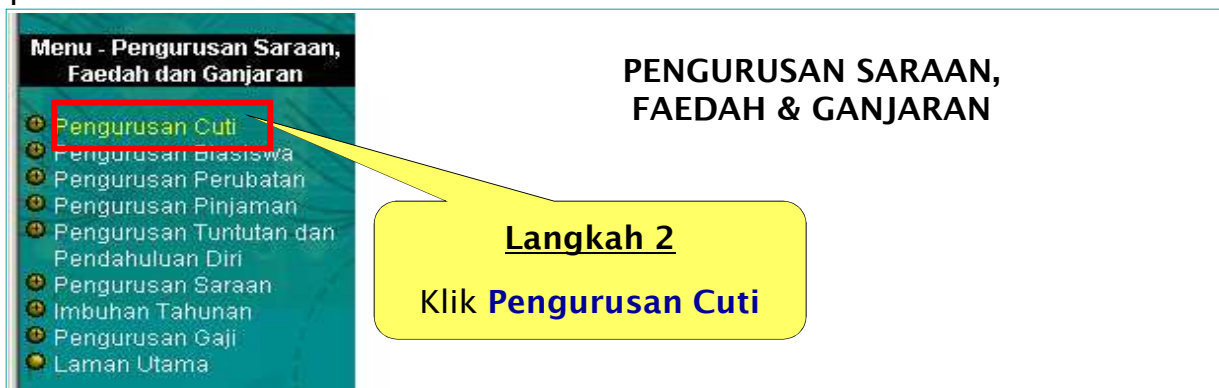 Menu - Pengurusan Saraan,
Faedah dan Ganjaran
Pengurusan Cuti
Pengurusan Biasiswa
Pengurusan Perubatan
Pengurusan Pinjaman
Pengurusan Tuntutan dan
Pendahuluan Diri
Pengurusan Saraan
Imbuhan Tahunan
Pengurusan Gaji
Laman Utama
PENGURUSAN SARAAN,
FAEDAH & GANJARAN
Langkah 2
Klik Pengurusan Cuti